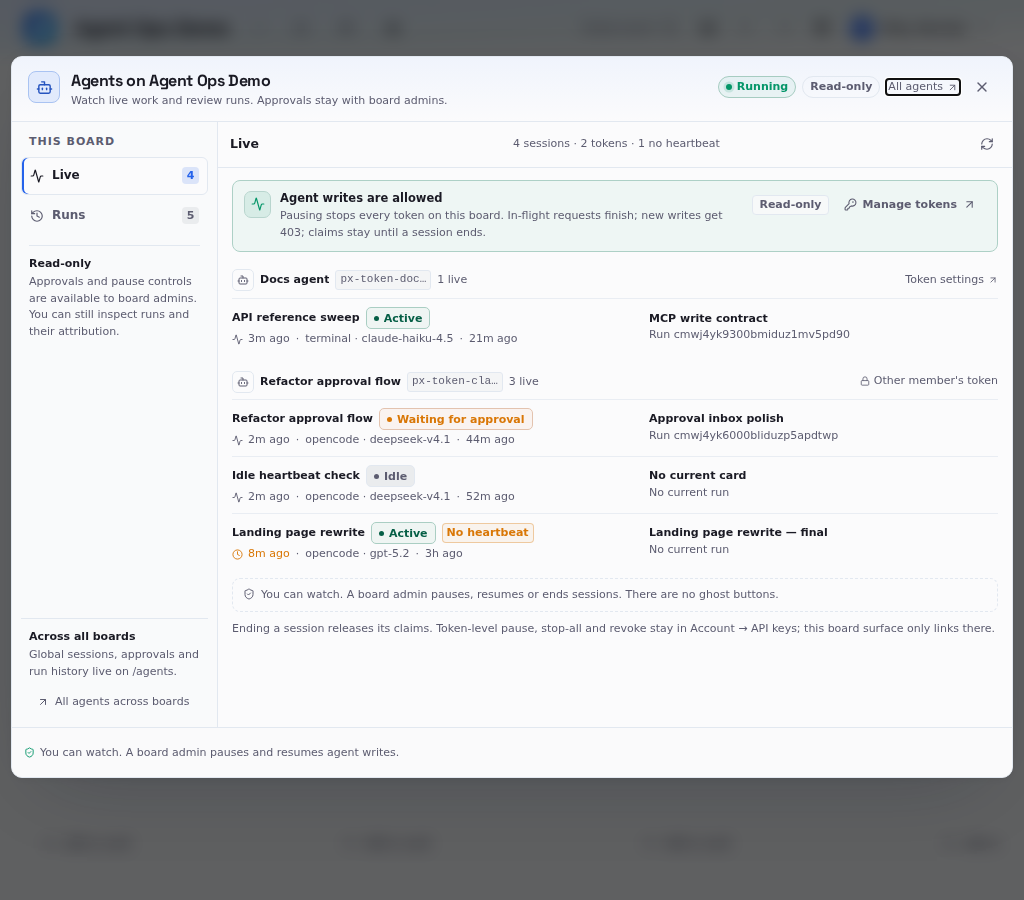 Agents on Agent Ops Demo
Watch live work and review runs. Approvals stay with board admins.
Running
Read-only
All agents
THIS BOARD
Live
4
Runs
5
Read-only
Approvals and pause controls
are available to board admins.
You can still inspect runs and
their attribution.
Across all boards
Global sessions, approvals and
run history live on /agents.
All agents across boards
Live
4 sessions · 2 tokens · 1 no heartbeat
Agent writes are allowed
Pausing stops every token on this board. In-flight requests finish; new writes get
403; claims stay until a session ends.
Read-only
Manage tokens
Docs agent px-token-doc… 1 live
Token settings
API reference sweep Active
3m ago · terminal · claude-haiku-4.5 · 21m ago
MCP write contract
Run cmwj4yk9300bmiduz1mv5pd90
Refactor approval flow px-token-cla… 3 live
Other member's token
Refactor approval flow Waiting for approval
2m ago · opencode · deepseek-v4.1 · 44m ago
Approval inbox polish
Run cmwj4yk6000bliduzp5apdtwp
Idle heartbeat check Idle
2m ago · opencode · deepseek-v4.1 · 52m ago
No current card
No current run
Landing page rewrite Active No heartbeat
8m ago · opencode · gpt-5.2 · 3h ago
Landing page rewrite — final
No current run
You can watch. A board admin pauses, resumes or ends sessions. There are no ghost buttons.
Ending a session releases its claims. Token-level pause, stop-all and revoke stay in Account → API keys; this board surface only links there.
You can watch. A board admin pauses and resumes agent writes.